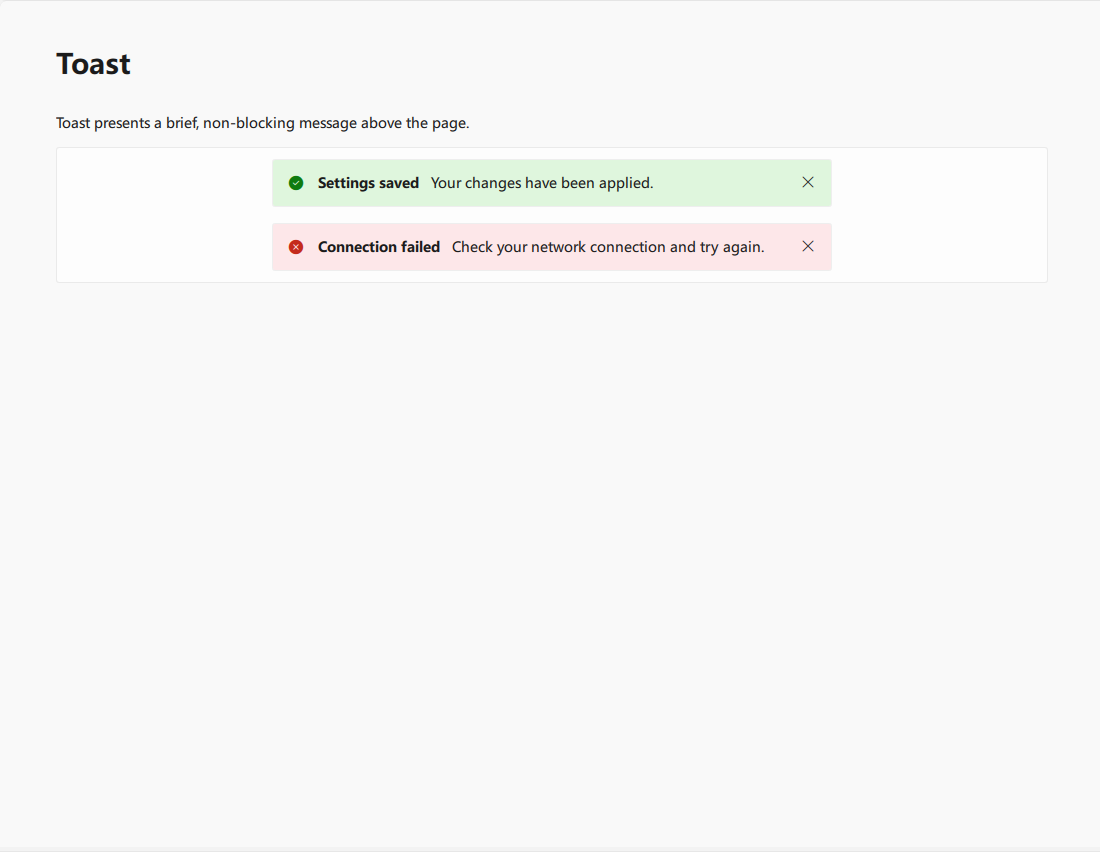 Toast
Toast presents a brief, non-blocking message above the page.
Settings saved Your changes have been applied.
Connection failed Check your network connection and try again.